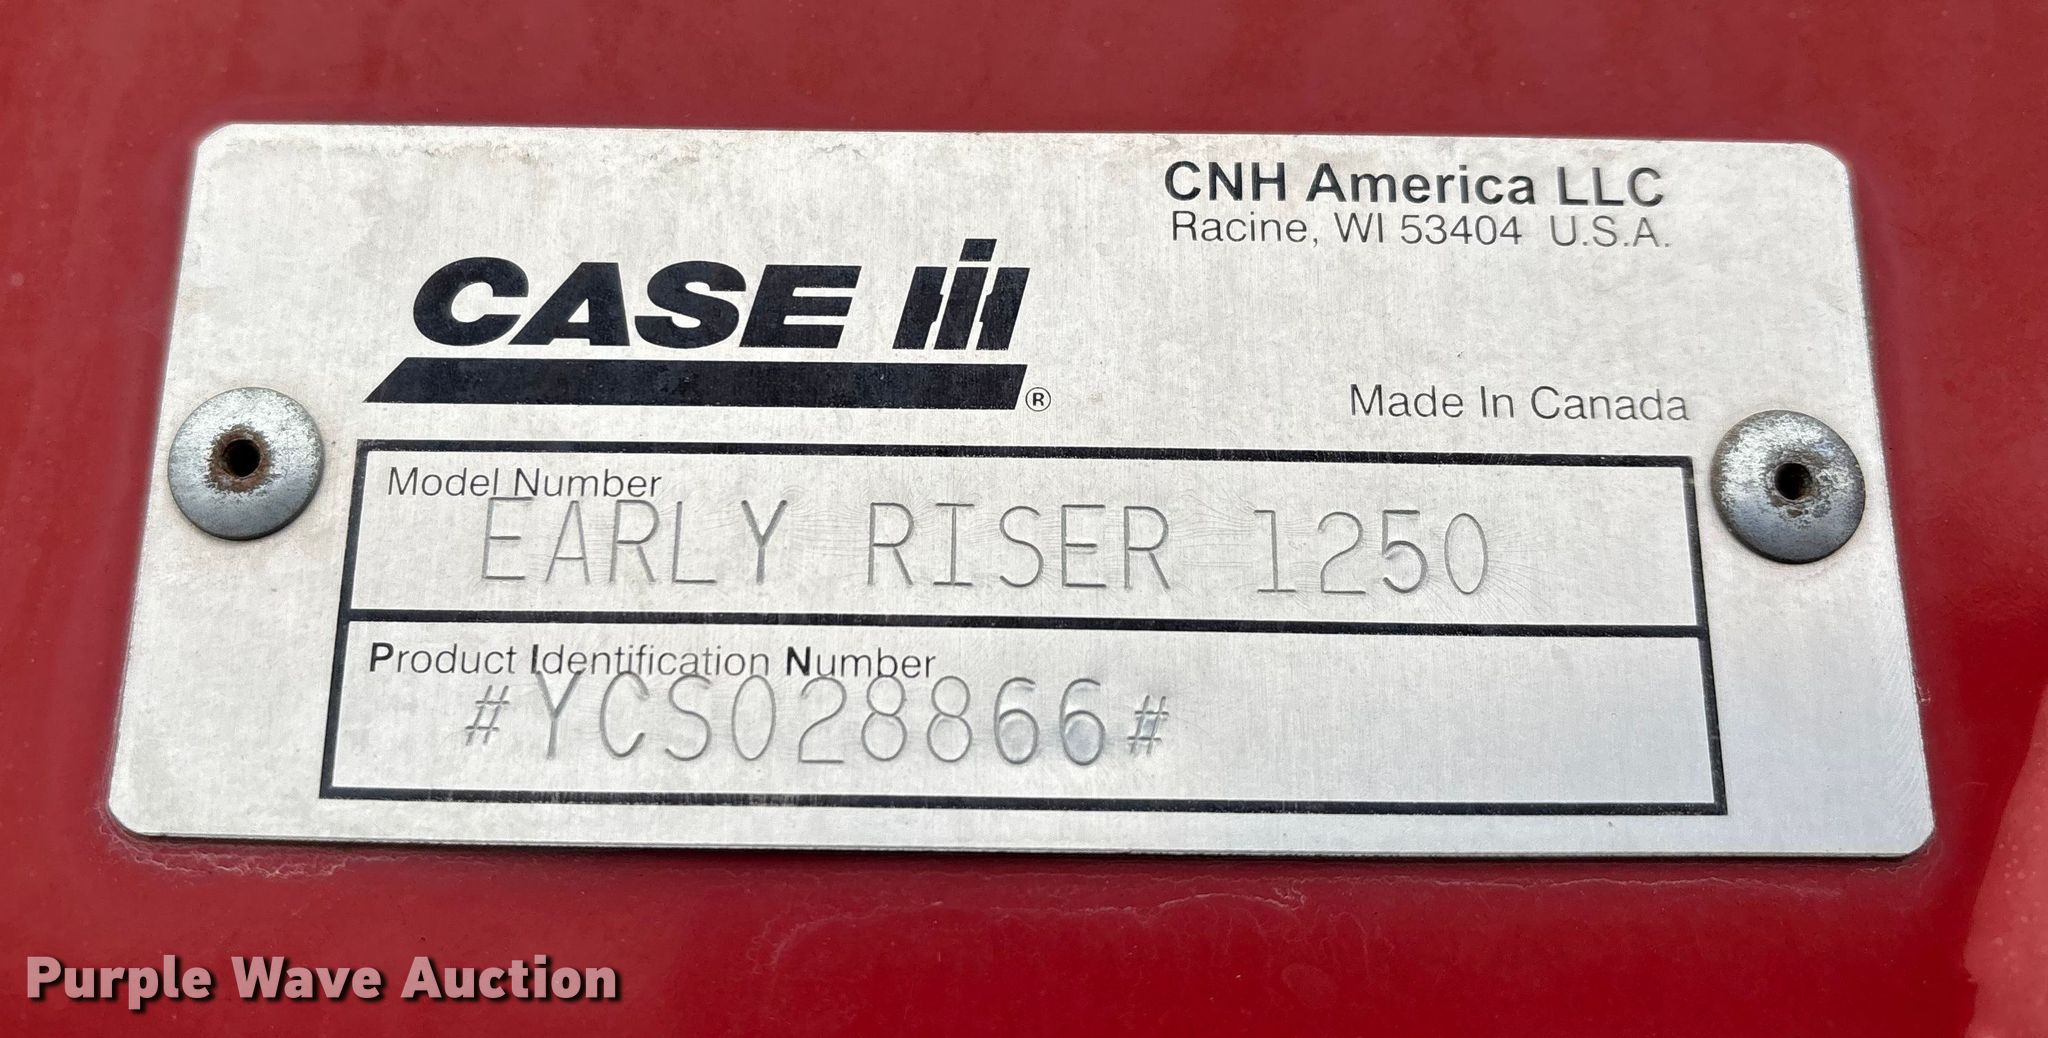 CNH America LLC
Racine, WI 53404 U.S.A.
CASE IH
®
Made In Canada
Model Number
EARLY RISER 1250
Product Identification Number
#YCS028866#
Purple Wave Auction